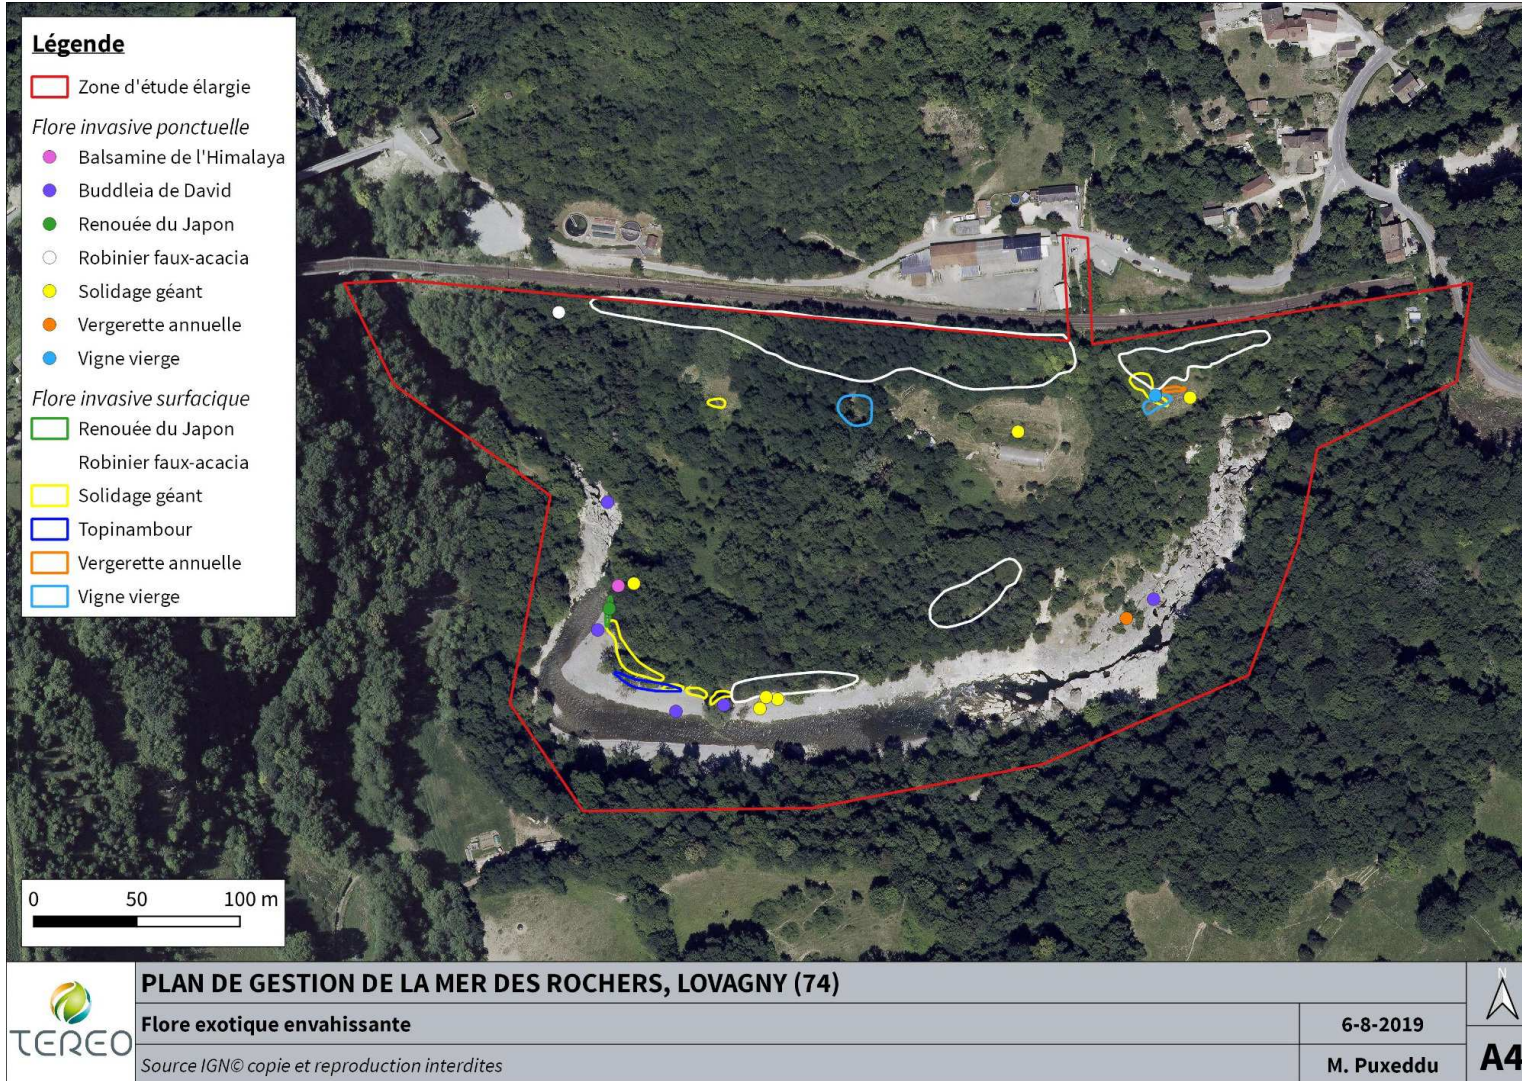 Légende
Zone d'étude élargie
Flore invasive ponctuelle
Balsamine de l'Himalaya
Buddleia de David
Renouée du Japon
Robinier faux-acacia
Solidage géant
Vergerette annuelle
Vigne vierge
Flore invasive surfacique
Renouée du Japon
Robinier faux-acacia
Solidage géant
Topinambour
Vergerette annuelle
Vigne vierge
0 50 100 m
TEREO
PLAN DE GESTION DE LA MER DES ROCHERS, LOVAGNY (74)
Flore exotique envahissante
6-8-2019
Source IGN© copie et reproduction interdites
M. Puxeddu
N
A4